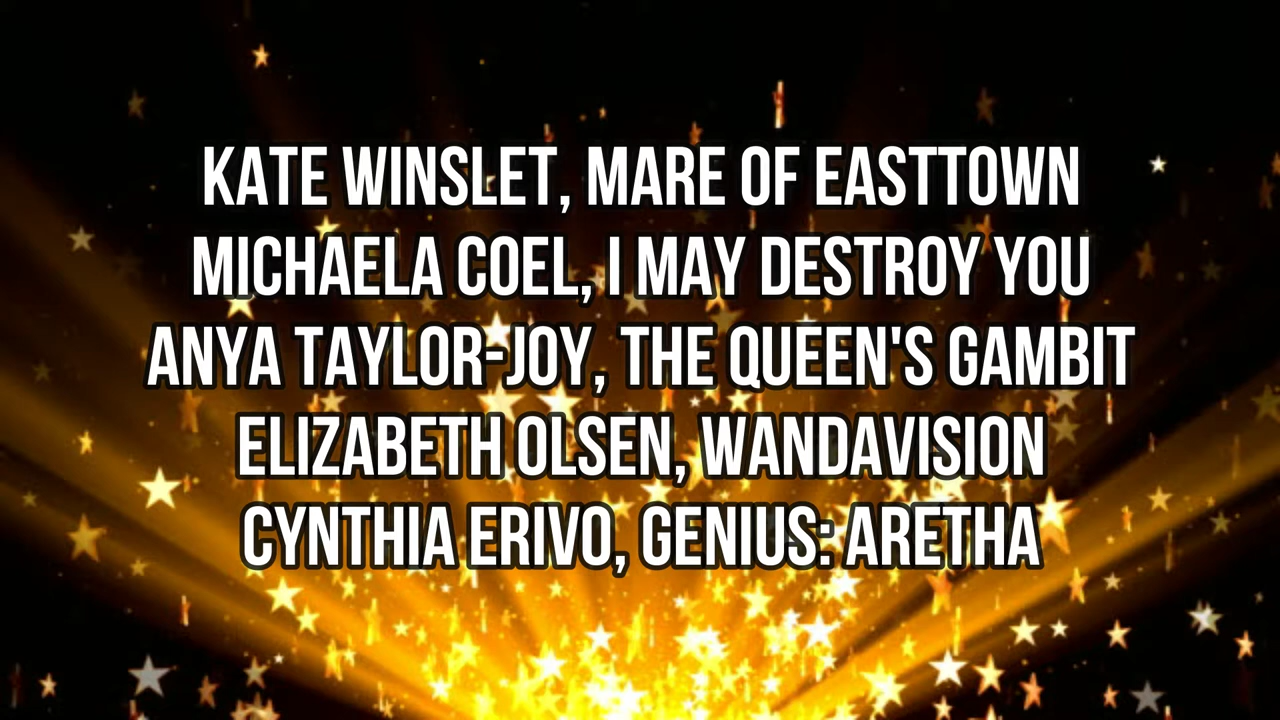 KATE WINSLET, MARE OF EASTTOWN
MICHAELA COEL, I MAY DESTROY YOU
ANYA TAYLOR-JOY, THE QUEEN'S GAMBIT
ELIZABETH OLSEN, WANDAVISION
CYNTHIA ERIVO, GENIUS: ARETHA